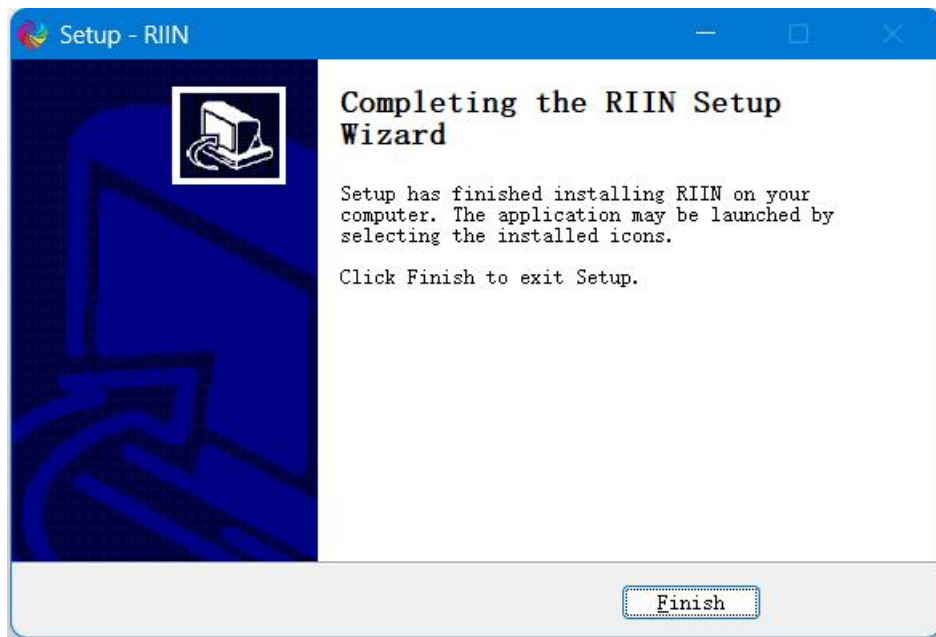 Setup - RIIN
Completing the RIIN Setup
Wizard
Setup has finished installing RIIN on your
computer. The application may be launched by
selecting the installed icons.
Click Finish to exit Setup.
Finish